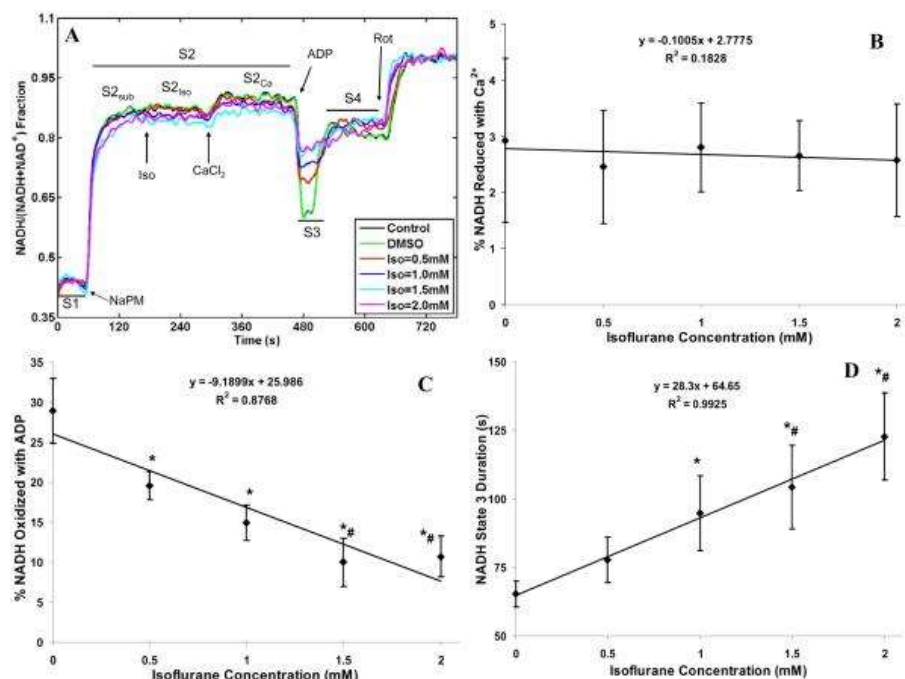 A
NADH/(NADH+NAD⁺) Fraction
1.1
0.95
0.8
0.65
0.5
0.35
S2
S2sub
S2Iso
S2Ca
ADP
Rot
S4
Iso
CaCl₂
S3
S1
NaPM
Control
DMSO
Iso=0.5mM
Iso=1.0mM
Iso=1.5mM
Iso=2.0mM
0 120 240 360 480 600 720
Time (s)
B
y = -0.1005x + 2.7775
R² = 0.1828
% NADH Reduced with Ca²⁺
5
4
3
2
1
0
0 0.5 1 1.5 2
Isoflurane Concentration (mM)
C
y = -9.1899x + 25.986
R² = 0.8768
% NADH Oxidized with ADP
35
30
25
20
15
10
5
0
*
*
*#
*#
0 0.5 1 1.5 2
Isoflurane Concentration (mM)
D
y = 28.3x + 64.65
R² = 0.9925
NADH State 3 Duration (s)
150
125
100
75
50
*
*#
*#
0 0.5 1 1.5 2
Isoflurane Concentration (mM)